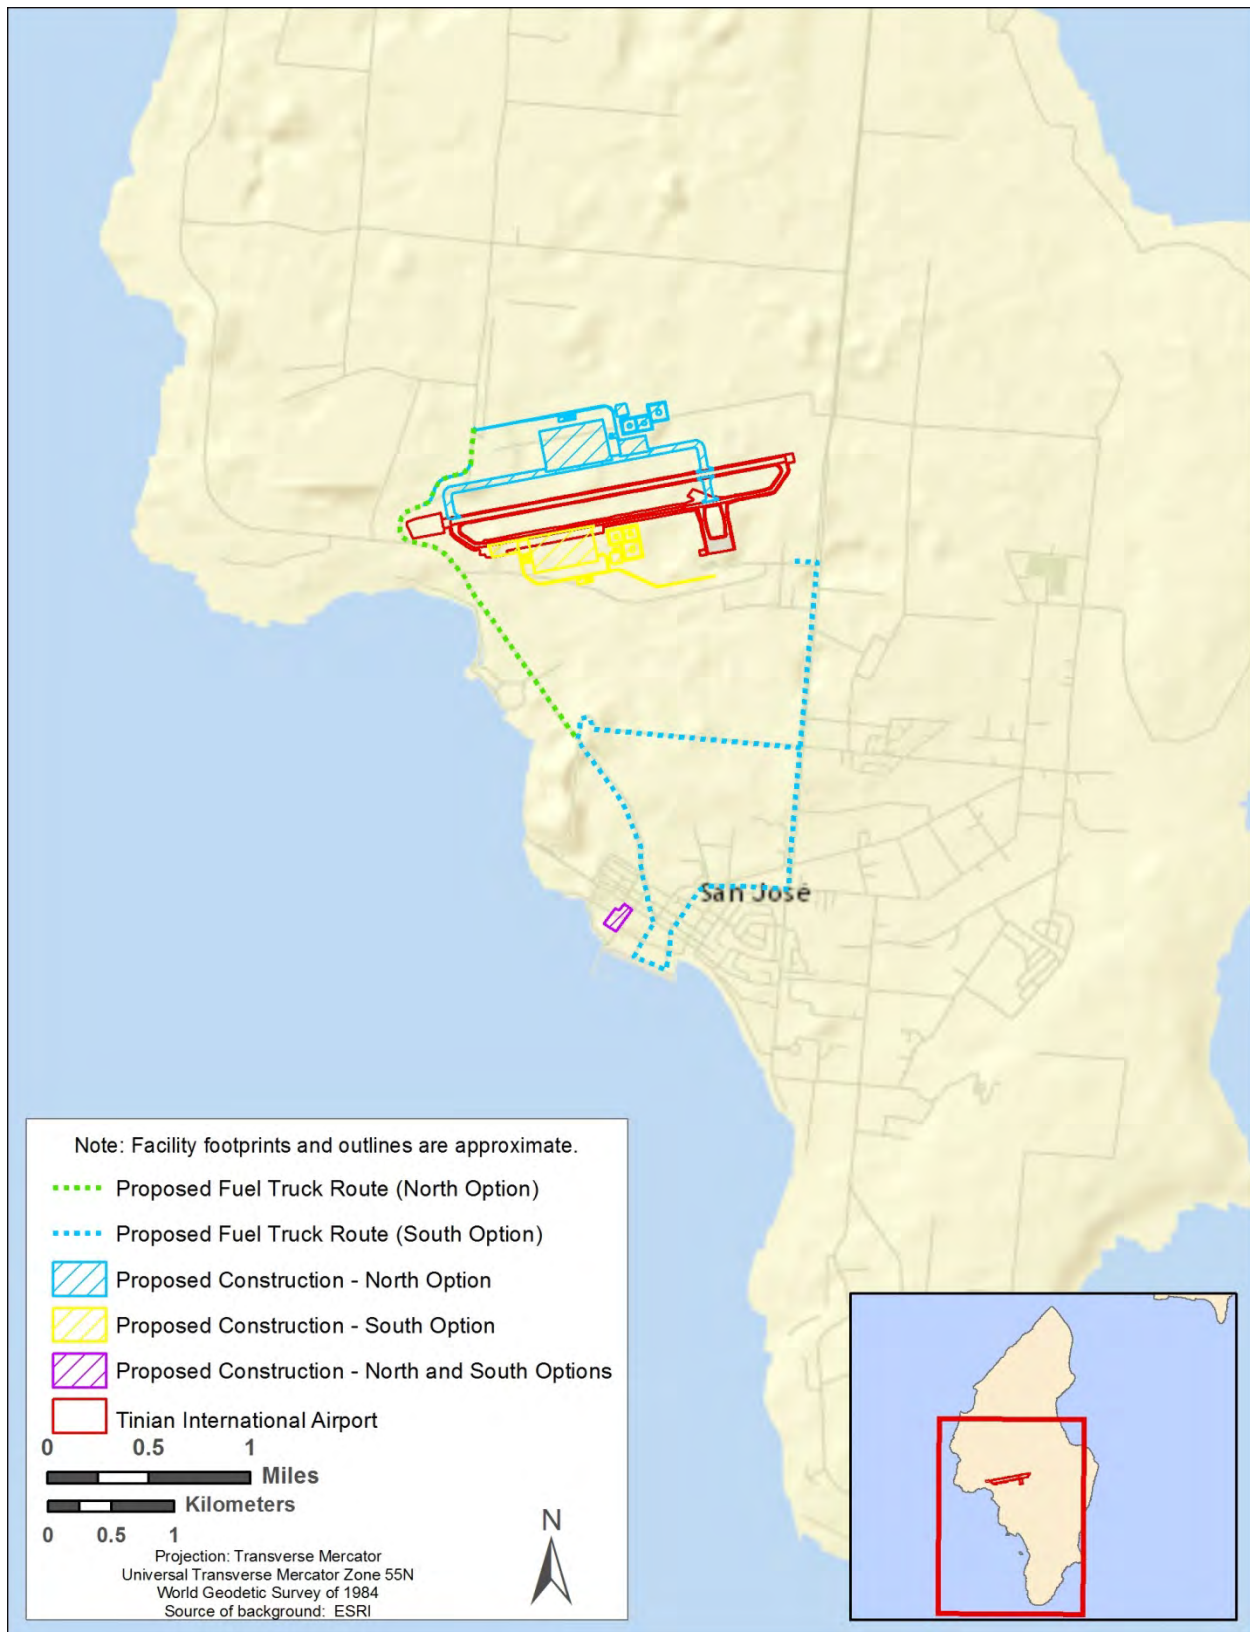 San José
Note: Facility footprints and outlines are approximate.
Proposed Fuel Truck Route (North Option)
Proposed Fuel Truck Route (South Option)
Proposed Construction - North Option
Proposed Construction - South Option
Proposed Construction - North and South Options
Tinian International Airport
0 0.5 1
Miles
Kilometers
0 0.5 1
N
Projection: Transverse Mercator
Universal Transverse Mercator Zone 55N
World Geodetic Survey of 1984
Source of background: ESRI